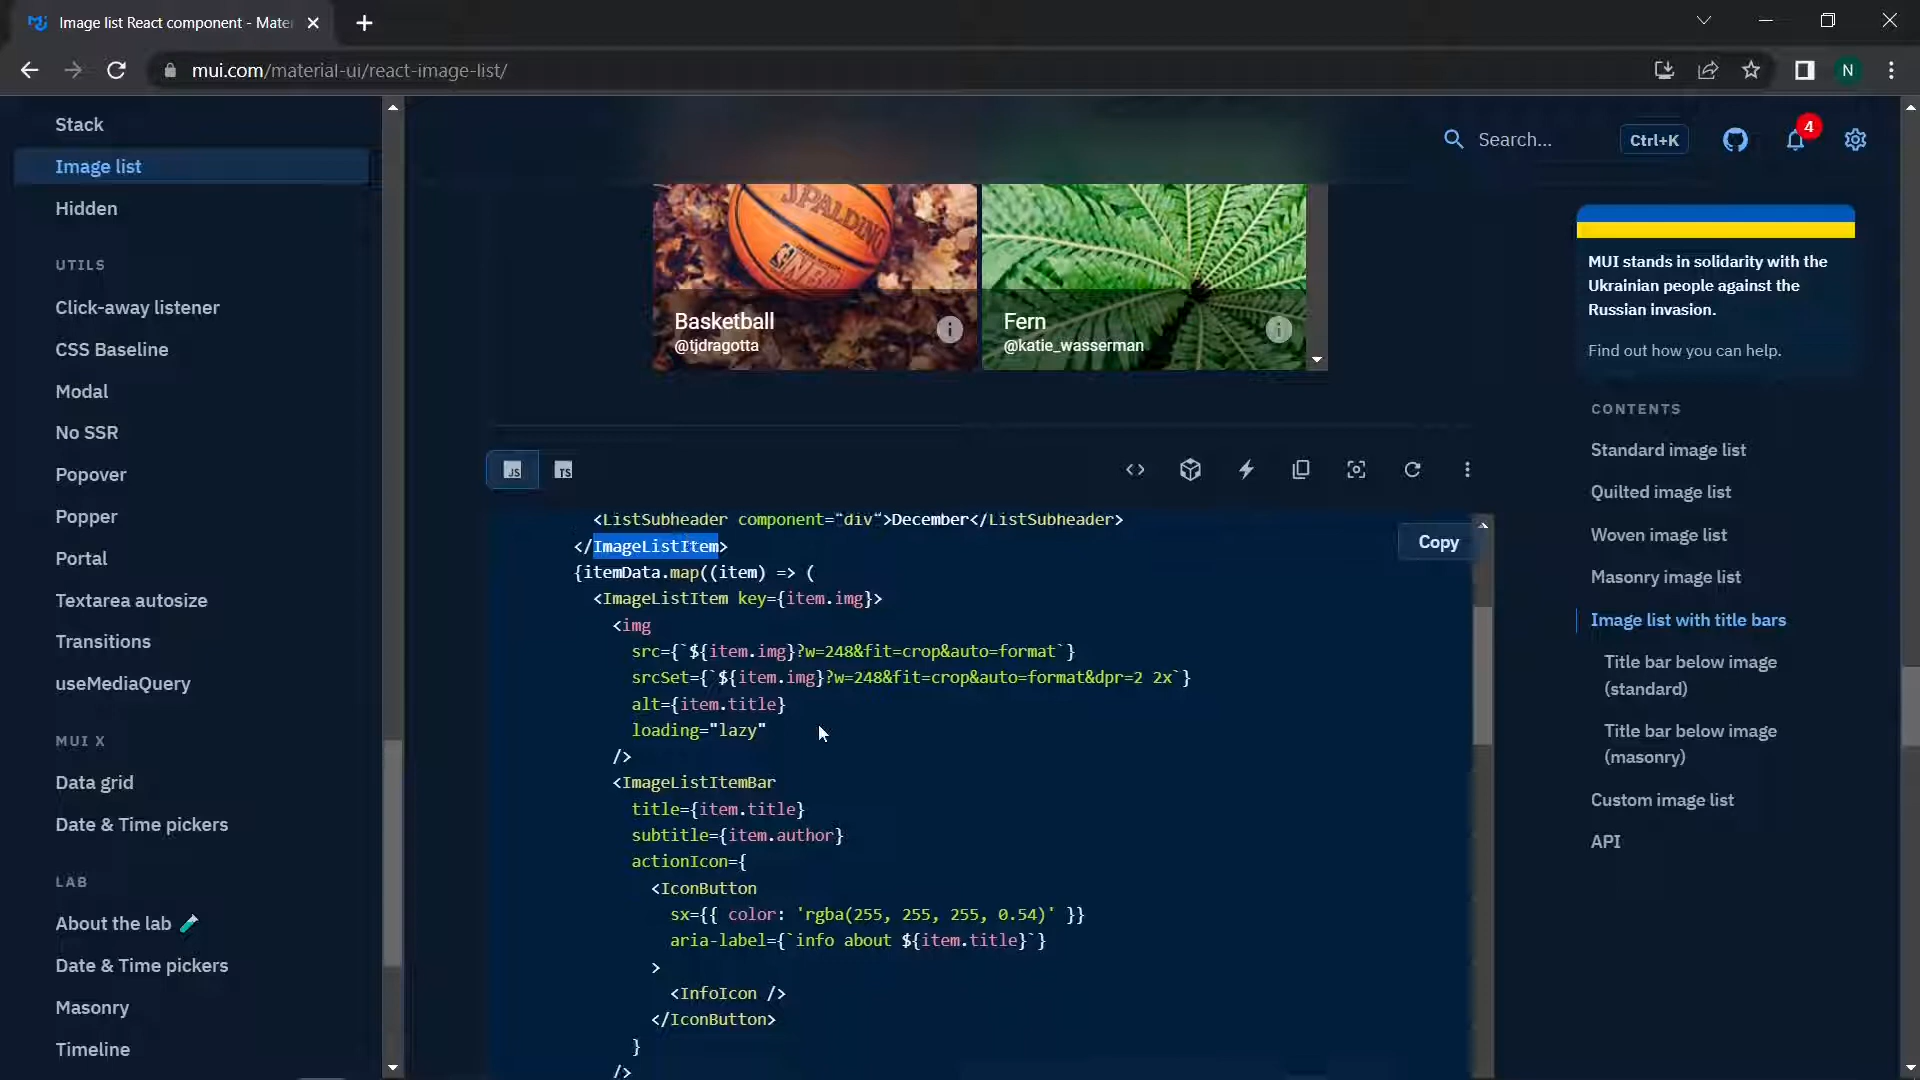 Image list React component - Mate
mui.com/material-ui/react-image-list/
N
Stack
Image list
Hidden
UTILS
Click-away listener
CSS Baseline
Modal
No SSR
Popover
Popper
Portal
Textarea autosize
Transitions
useMediaQuery
MUI X
Data grid
Date & Time pickers
LAB
About the lab
Date & Time pickers
Masonry
Timeline
Search...
Ctrl+K
4
SPALDING
NBA
Basketball
@tjdragotta
Fern
@katie_wasserman
JS
TS
Copy
<ListSubheader component="div">December</ListSubheader>
</ImageListItem>
{itemData.map((item) => (
<ImageListItem key={item.img}>
<img
src={`${item.img}?w=248&fit=crop&auto=format`}
srcSet={`${item.img}?w=248&fit=crop&auto=format&dpr=2 2x`}
alt={item.title}
loading="lazy"
/>
<ImageListItemBar
title={item.title}
subtitle={item.author}
actionIcon={
<IconButton
sx={{ color: 'rgba(255, 255, 255, 0.54)' }}
aria-label={`info about ${item.title}`}
>
<InfoIcon />
</IconButton>
}
/>
MUI stands in solidarity with the
Ukrainian people against the
Russian invasion.
Find out how you can help.
CONTENTS
Standard image list
Quilted image list
Woven image list
Masonry image list
Image list with title bars
Title bar below image
(standard)
Title bar below image
(masonry)
Custom image list
API